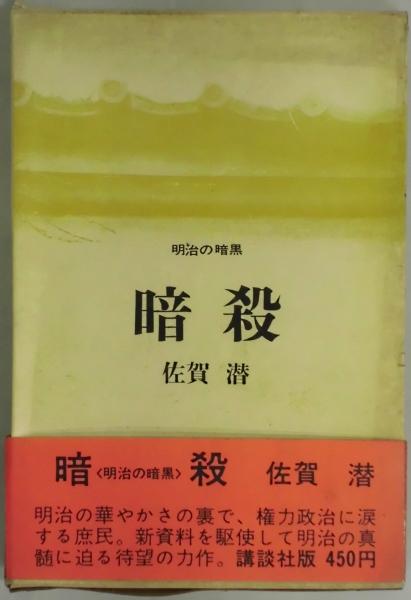 明治の暗黒
暗殺
佐賀 潜
暗〈明治の暗黒〉殺 佐賀 潜
明治の華やかさの裏で、権力政治に涙
する庶民。新資料を駆使して明治の真
髄に迫る待望の力作。講談社版 450円